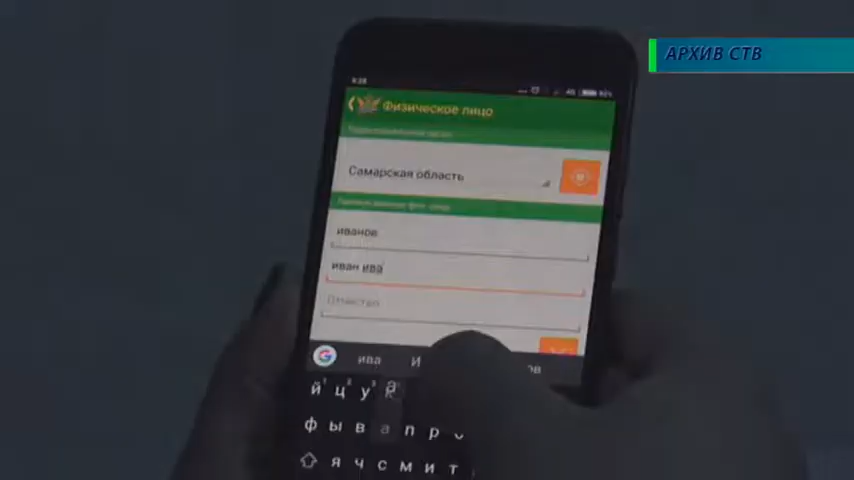 АРХИВ СТВ
Физическое лицо
Самарская область
иванов
иван ива
Отчество
ива
й ц у
ф ы в а п р
я ч с м и т